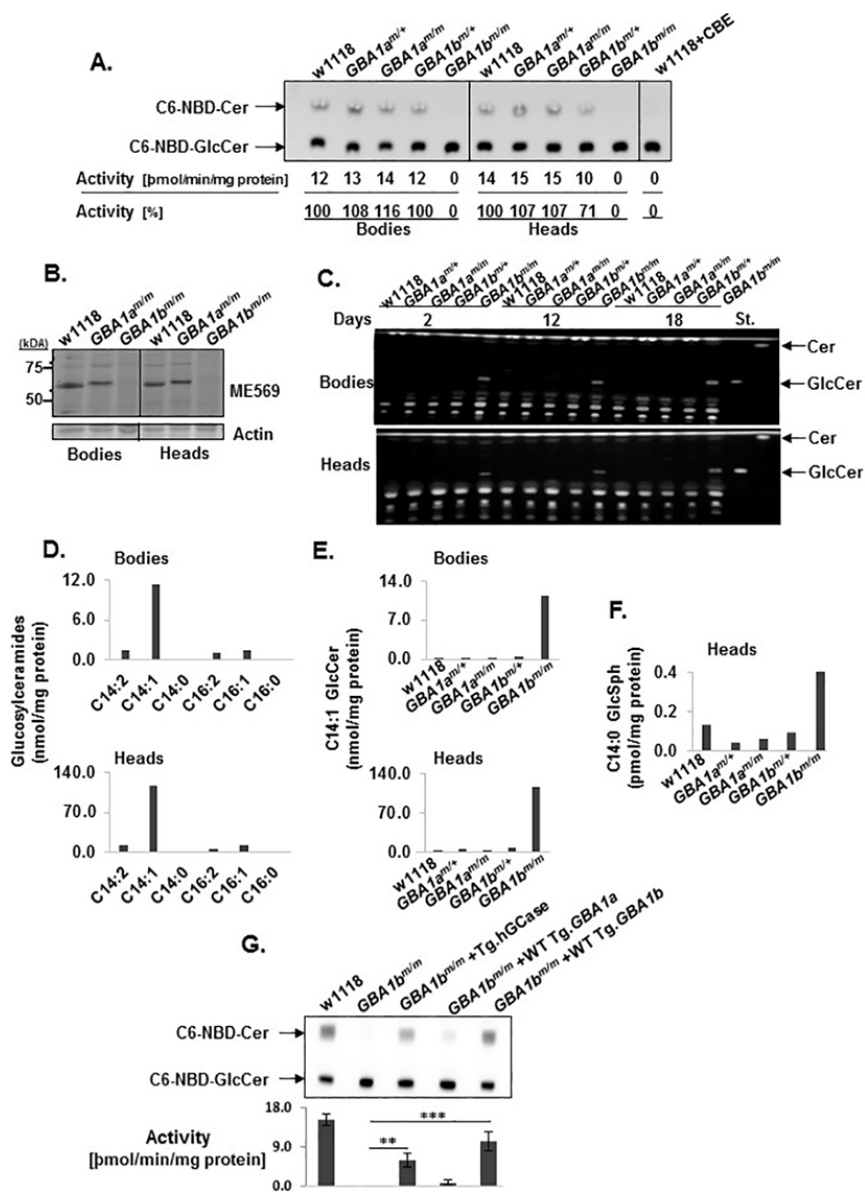 A.
w1118 GBA1a^m/+ GBA1a^m/m GBA1b^m/+ GBA1b^m/m w1118 GBA1a^m/+ GBA1a^m/m GBA1b^m/+ GBA1b^m/m w1118+CBE
C6-NBD-Cer
C6-NBD-GlcCer
Activity [pmol/min/mg protein] 12 13 14 12 0 14 15 15 10 0 0
Activity [%] 100 108 116 100 0 100 107 107 71 0 0
Bodies Heads
B.
w1118 GBA1a^m/m GBA1b^m/m w1118 GBA1a^m/m GBA1b^m/m
(kDA)
75
50
ME569
Actin
Bodies Heads
C.
w1118 GBA1a^m/+ GBA1a^m/m GBA1b^m/+ GBA1b^m/m w1118 GBA1a^m/+ GBA1a^m/m GBA1b^m/+ GBA1b^m/m w1118 GBA1a^m/+ GBA1a^m/m GBA1b^m/+ GBA1b^m/m
Days 2 12 18 St.
Cer
Bodies
GlcCer
Cer
Heads
GlcCer
D.
Bodies
Glucosylceramides
(nmol/mg protein)
12.0
6.0
0.0
C14:2 C14:1 C14:0 C16:2 C16:1 C16:0
Heads
140.0
70.0
0.0
C14:2 C14:1 C14:0 C16:2 C16:1 C16:0
E.
Bodies
C14:1 GlcCer
(nmol/mg protein)
14.0
7.0
0.0
w1118 GBA1a^m/+ GBA1a^m/m GBA1b^m/+ GBA1b^m/m
Heads
140.0
70.0
0.0
w1118 GBA1a^m/+ GBA1a^m/m GBA1b^m/+ GBA1b^m/m
F.
Heads
C14:0 GlcSph
(pmol/mg protein)
0.4
0.2
0.0
w1118 GBA1a^m/+ GBA1a^m/m GBA1b^m/+ GBA1b^m/m
G.
w1118 GBA1b^m/m GBA1b^m/m +Tg.hGCase GBA1b^m/m +WT Tg.GBA1a GBA1b^m/m +WT Tg.GBA1b
C6-NBD-Cer
C6-NBD-GlcCer
Activity
[pmol/min/mg protein]
18.0
9.0
0.0
**
***